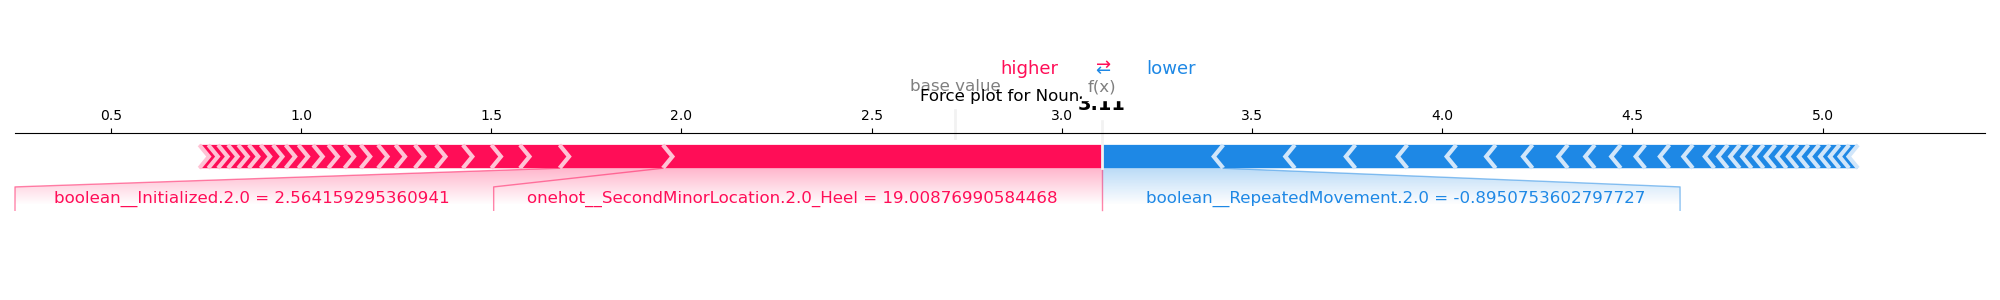 higher ⇄ lower
base value f(x)
Force plot for Noun
3.11
0.5 1.0 1.5 2.0 2.5 3.0 3.5 4.0 4.5 5.0
boolean__Initialized.2.0 = 2.564159295360941 onehot__SecondMinorLocation.2.0_Heel = 19.00876990584468 boolean__RepeatedMovement.2.0 = -0.8950753602797727